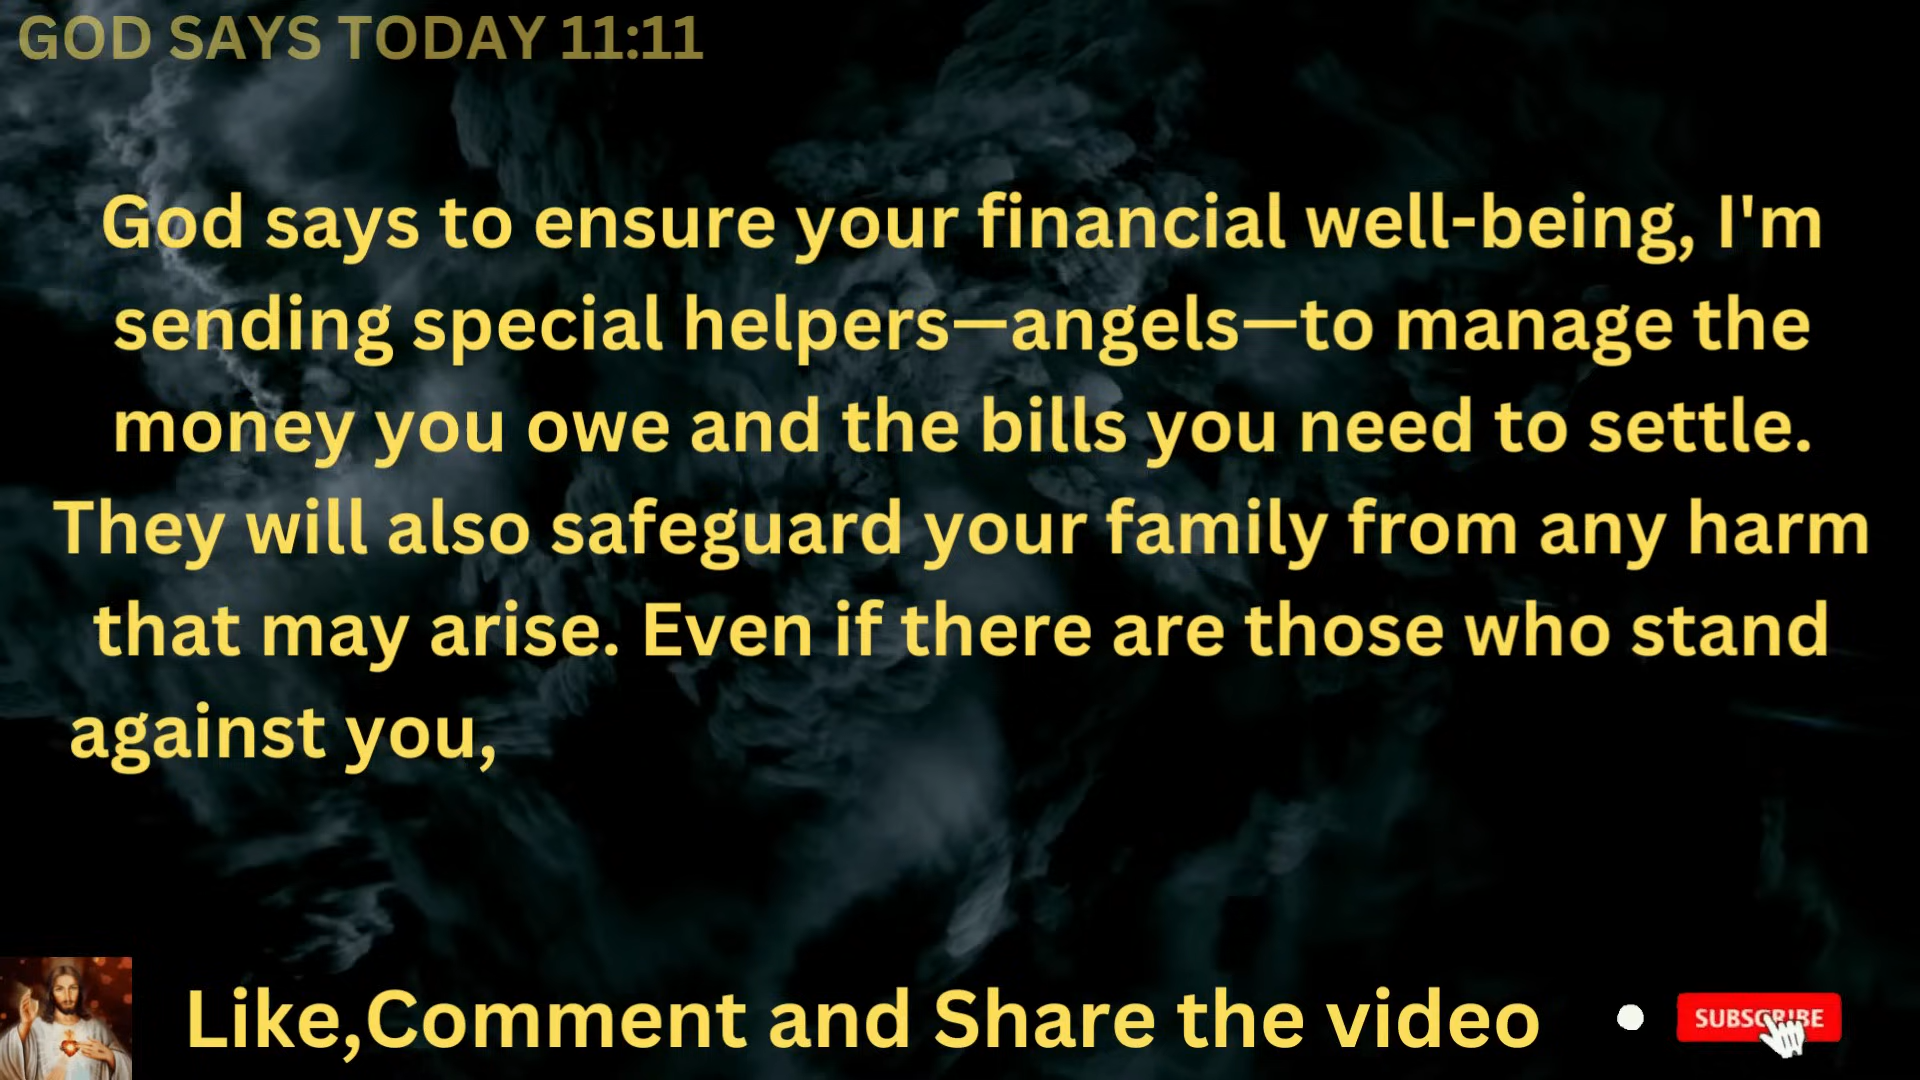 GOD SAYS TODAY 11:11
God says to ensure your financial well-being, I'm
sending special helpers—angels—to manage the
money you owe and the bills you need to settle.
They will also safeguard your family from any harm
that may arise. Even if there are those who stand
against you,
Like,Comment and Share the video
SUBSCRIBE